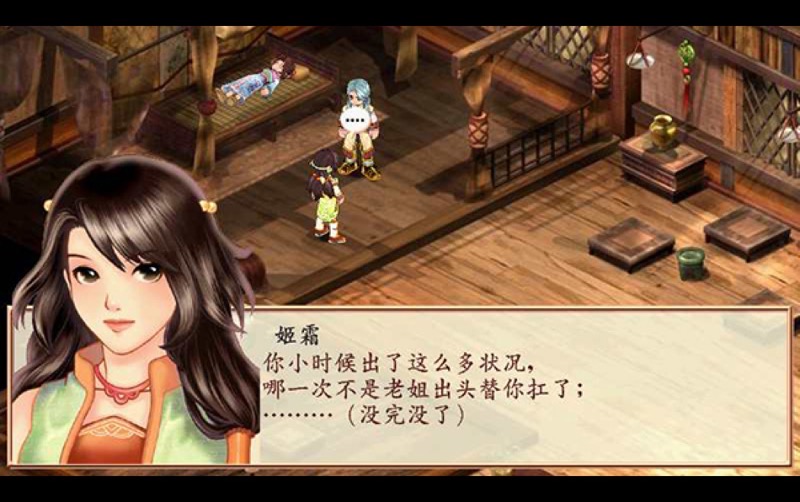 ....
姬霜
你小时候出了这么多状况，
哪一次不是老姐出头替你扛了；
………（没完没了）